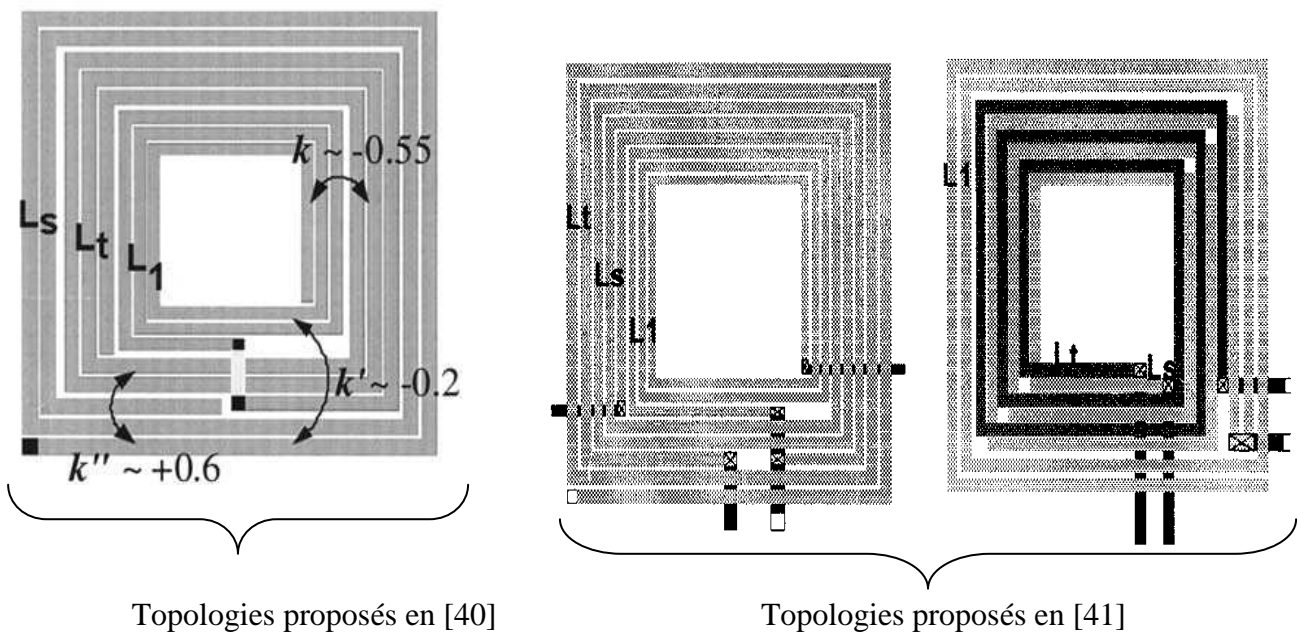 k ~ -0.55
Ls
Lt
L1
k' ~ -0.2
k'' ~ +0.6
Lt
Ls
L1
L1
Lt
Ls
Topologies proposés en [40]
Topologies proposés en [41]